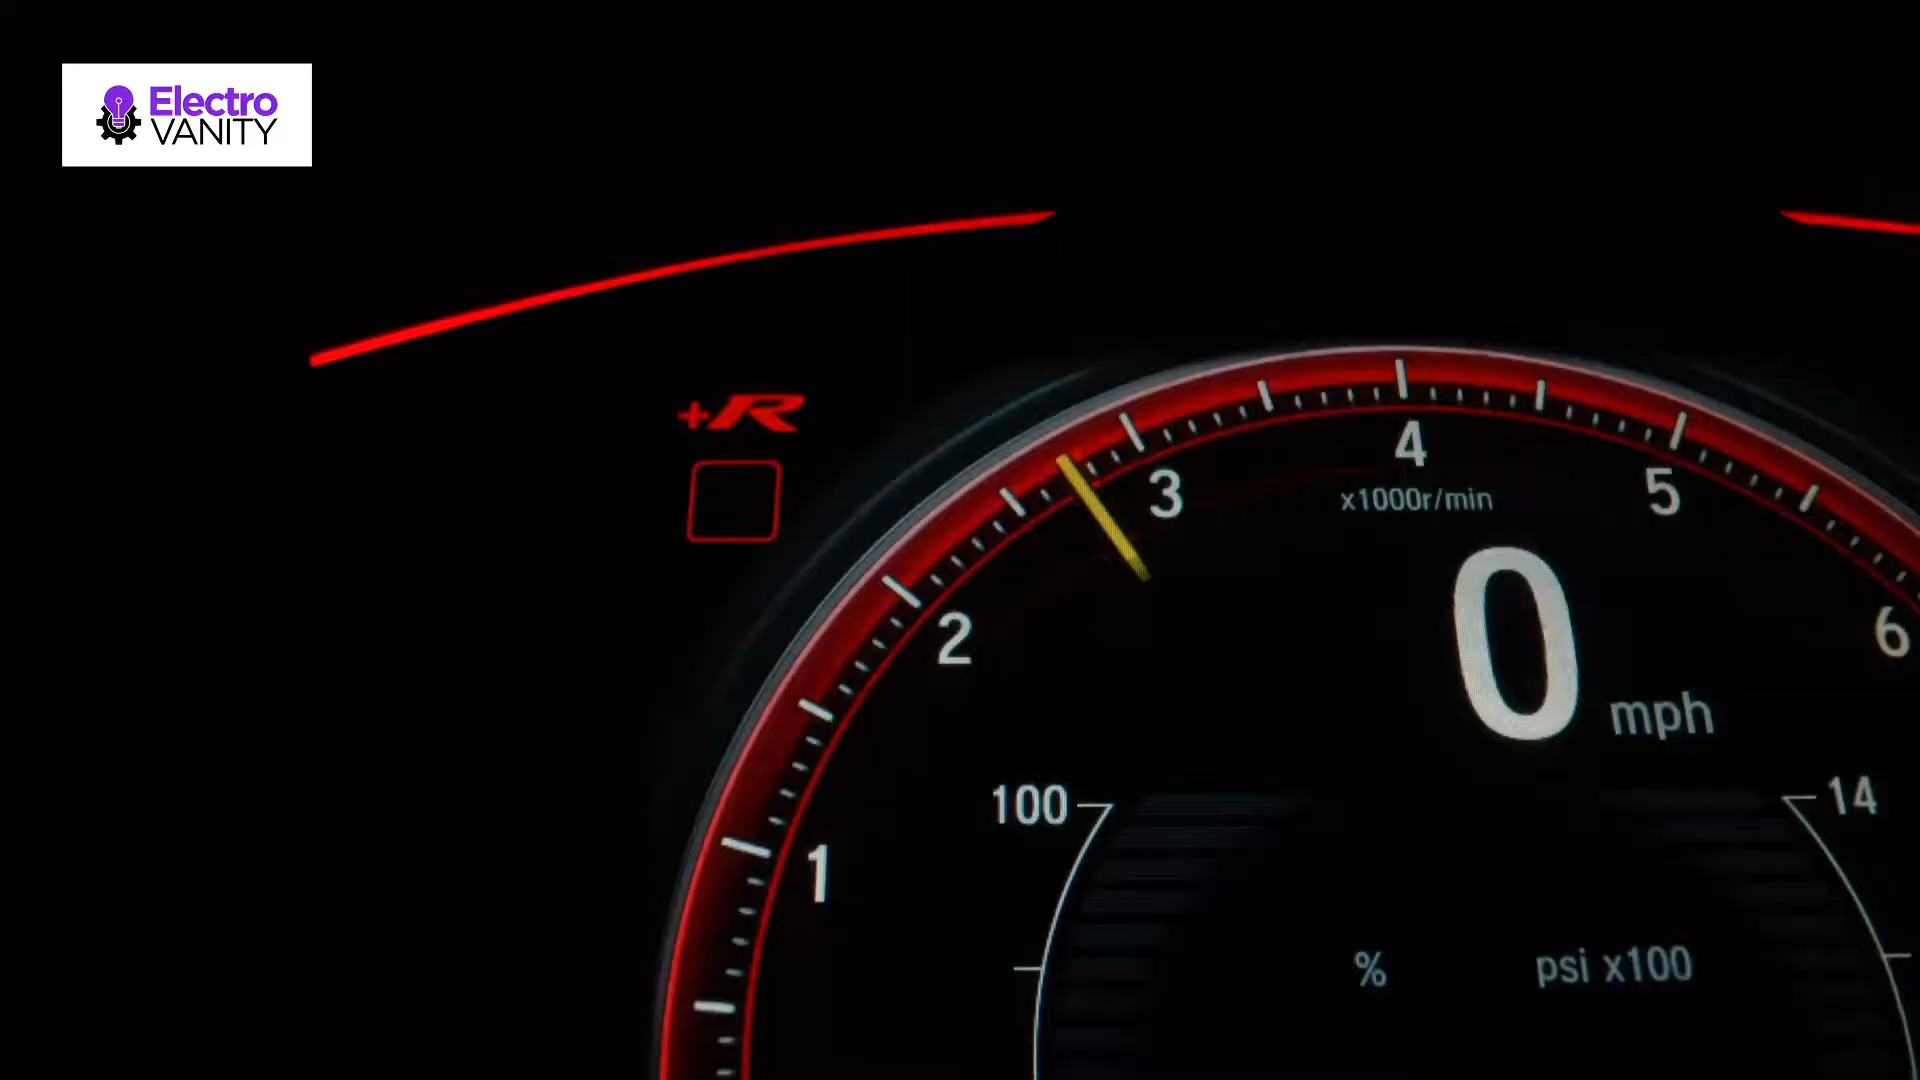 Electro
VANITY
+R
4
3
5
x1000r/min
2
6
0 mph
100
14
1
%
psi x100